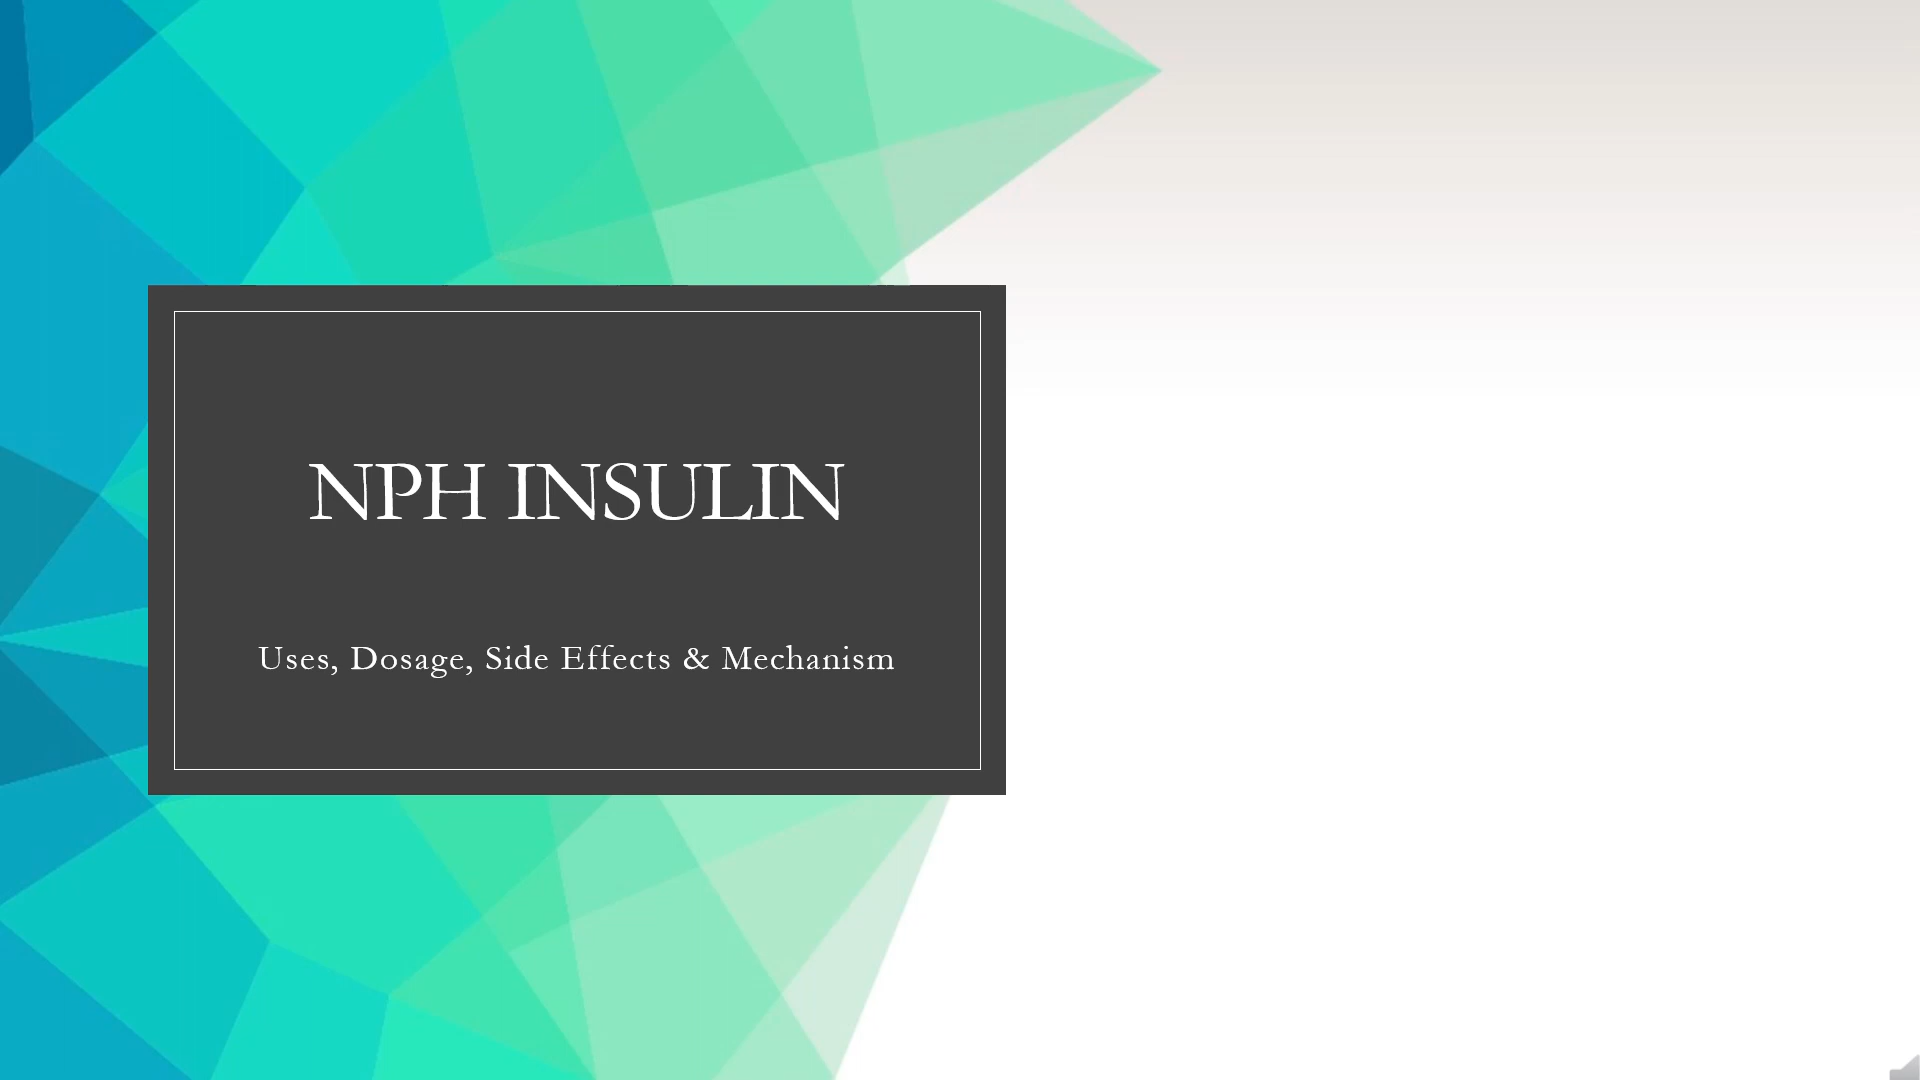 NPH INSULIN
Uses, Dosage, Side Effects & Mechanism